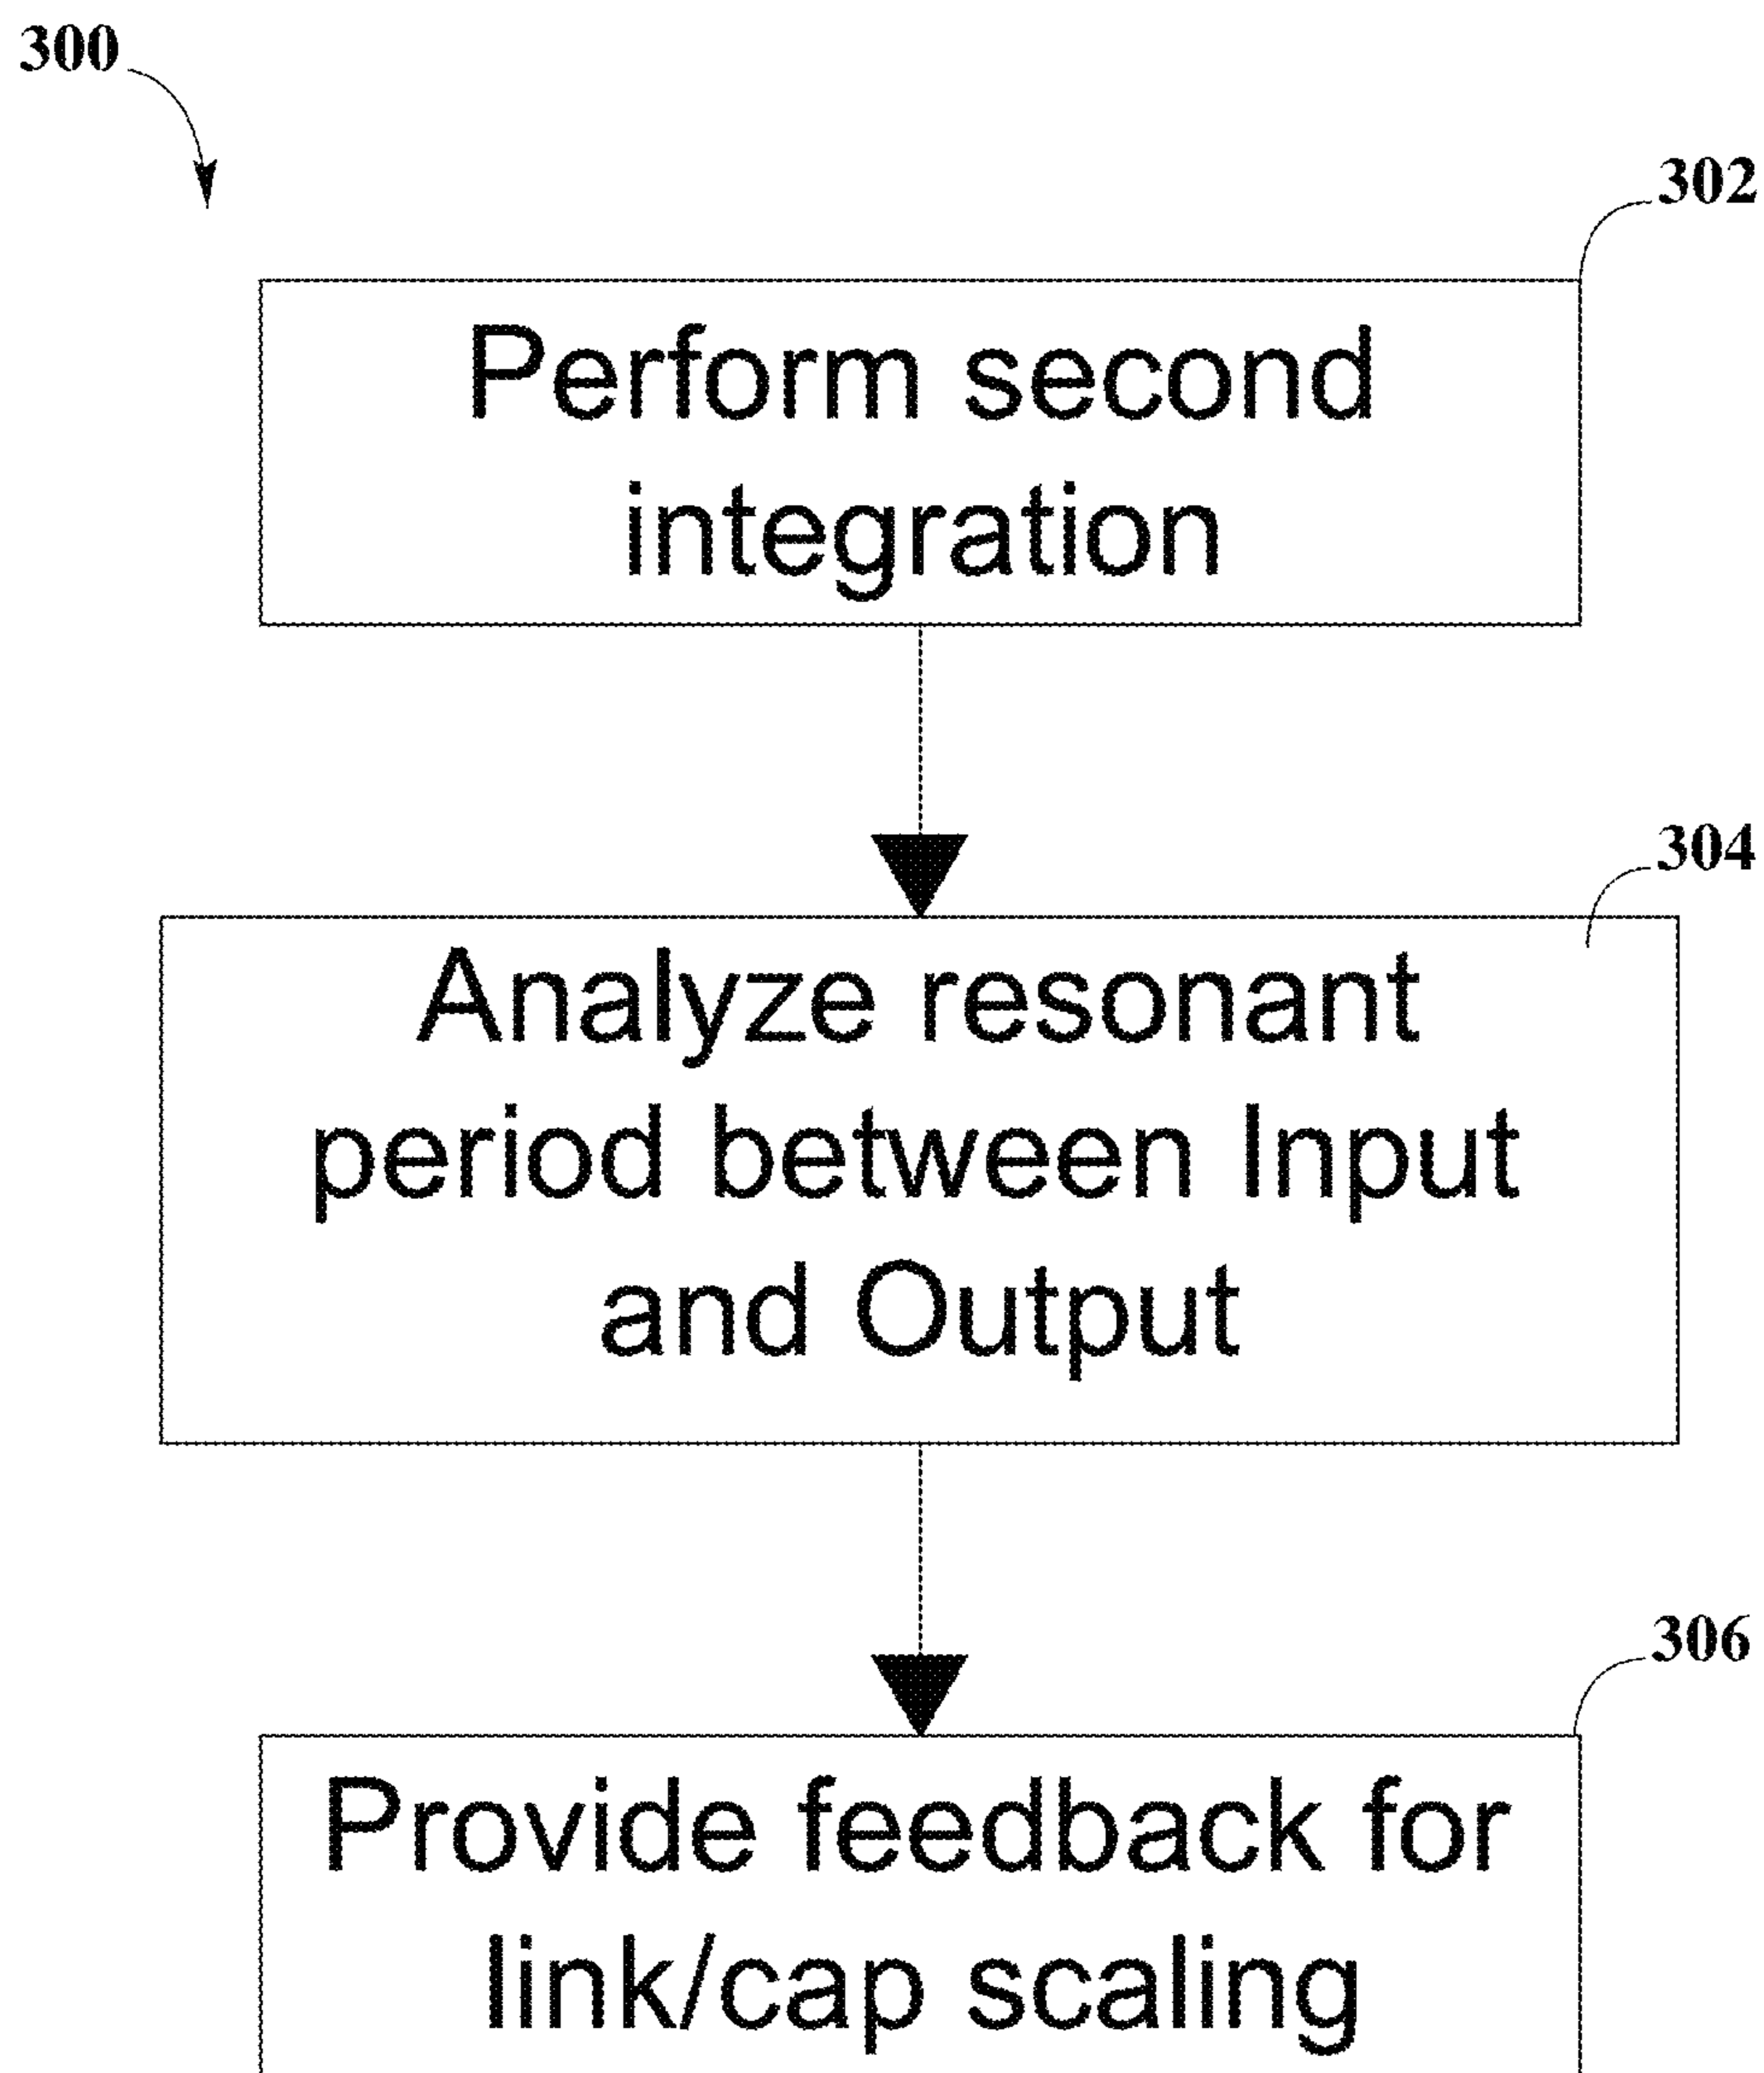 300
302
Perform second
integration
304
Analyze resonant
period between Input
and Output
306
Provide feedback for
link/cap scaling